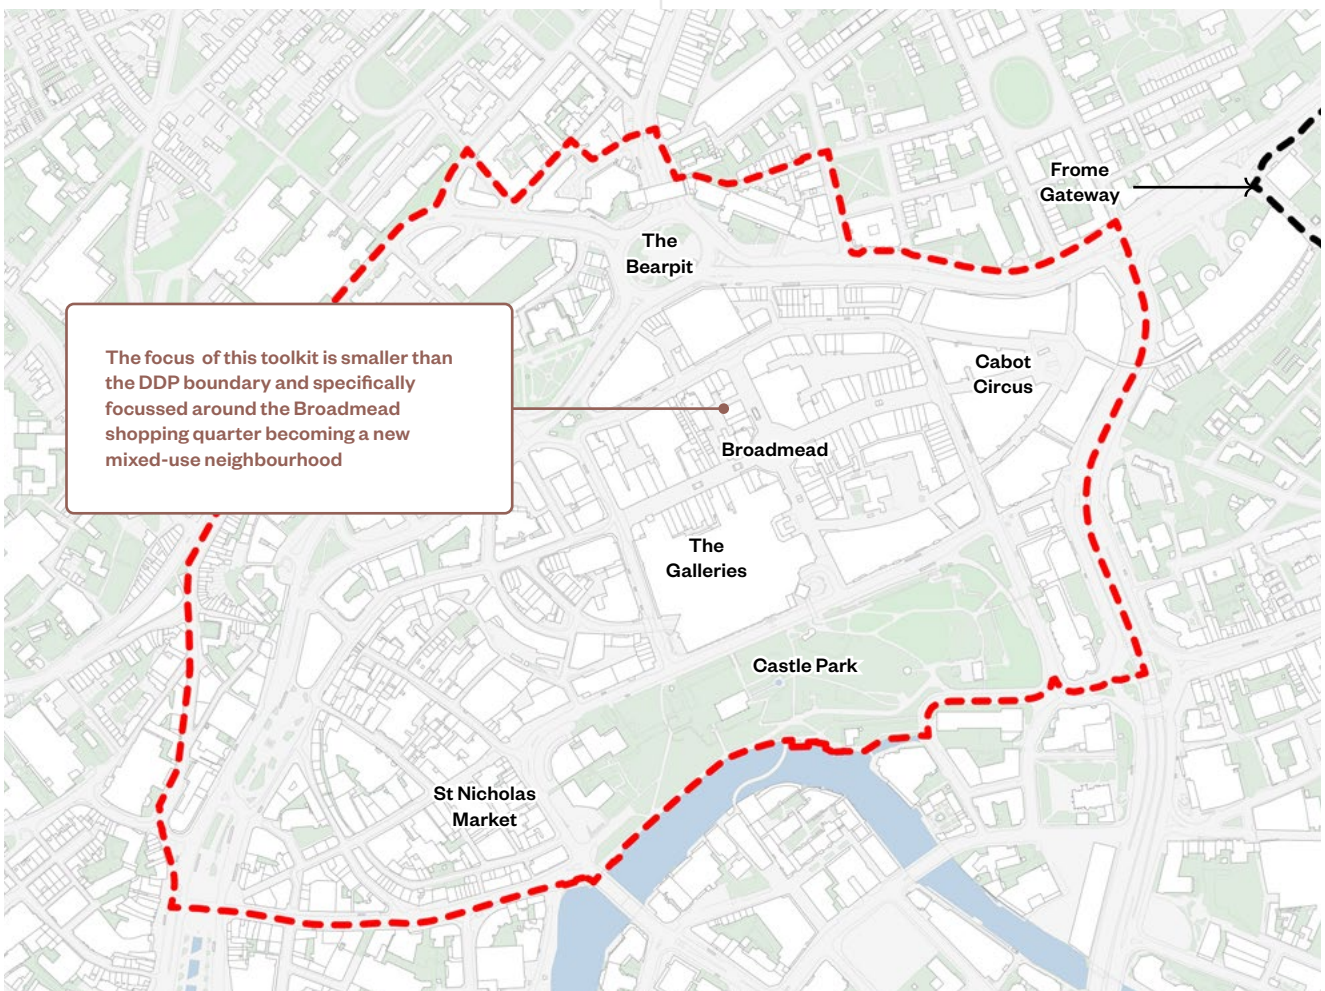 Frome
Gateway
The
Bearpit
The focus of this toolkit is smaller than
the DDP boundary and specifically
focussed around the Broadmead
shopping quarter becoming a new
mixed-use neighbourhood
Cabot
Circus
Broadmead
The
Galleries
Castle Park
St Nicholas
Market